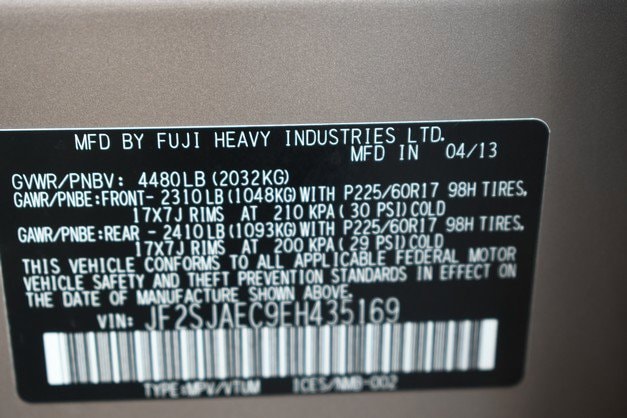 MFD BY FUJI HEAVY INDUSTRIES LTD.
MFD IN 04/13
GVWR/PNBV: 4480LB (2032KG)
GAWR/PNBE:FRONT- 2310LB (1048KG) WITH P225/60R17 98H TIRES,
17X7J RIMS AT 210 KPA ( 30 PSI) COLD
GAWR/PNBE:REAR - 2410LB (1093KG) WITH P225/60R17 98H TIRES,
17X7J RIMS AT 200 KPA ( 29 PSI) COLD
THIS VEHICLE CONFORMS TO ALL APPLICABLE FEDERAL MOTOR
VEHICLE SAFETY AND THEFT PREVENTION STANDARDS IN EFFECT ON
THE DATE OF MANUFACTURE SHOWN ABOVE.
VIN: JF2SJAEC9EH435169
TYPE:MPV/VTUM ICES/NMB-002